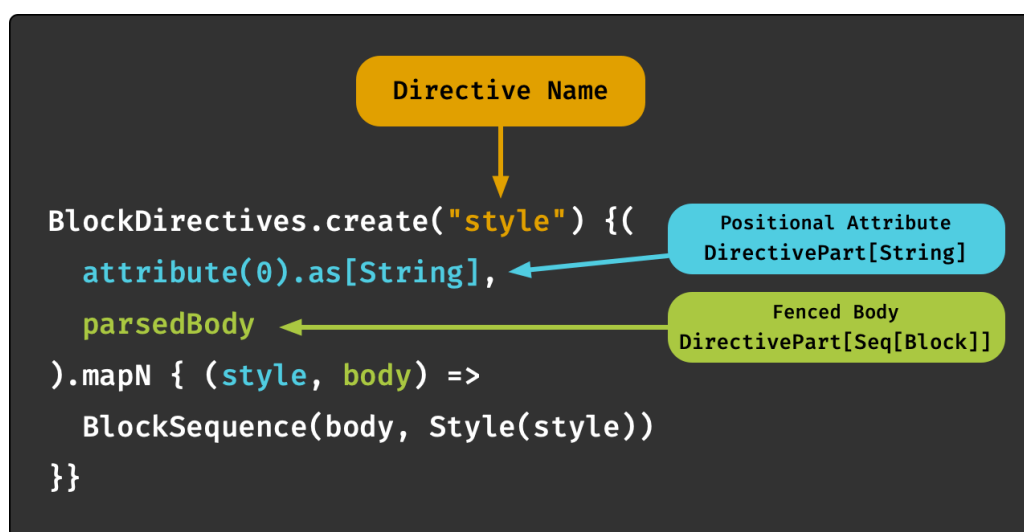 Directive Name
BlockDirectives.create("style") {(
Positional Attribute
DirectivePart[String]
attribute(0).as[String],
Fenced Body
DirectivePart[Seq[Block]]
parsedBody
).mapN { (style, body) =>
BlockSequence(body, Style(style))
}}